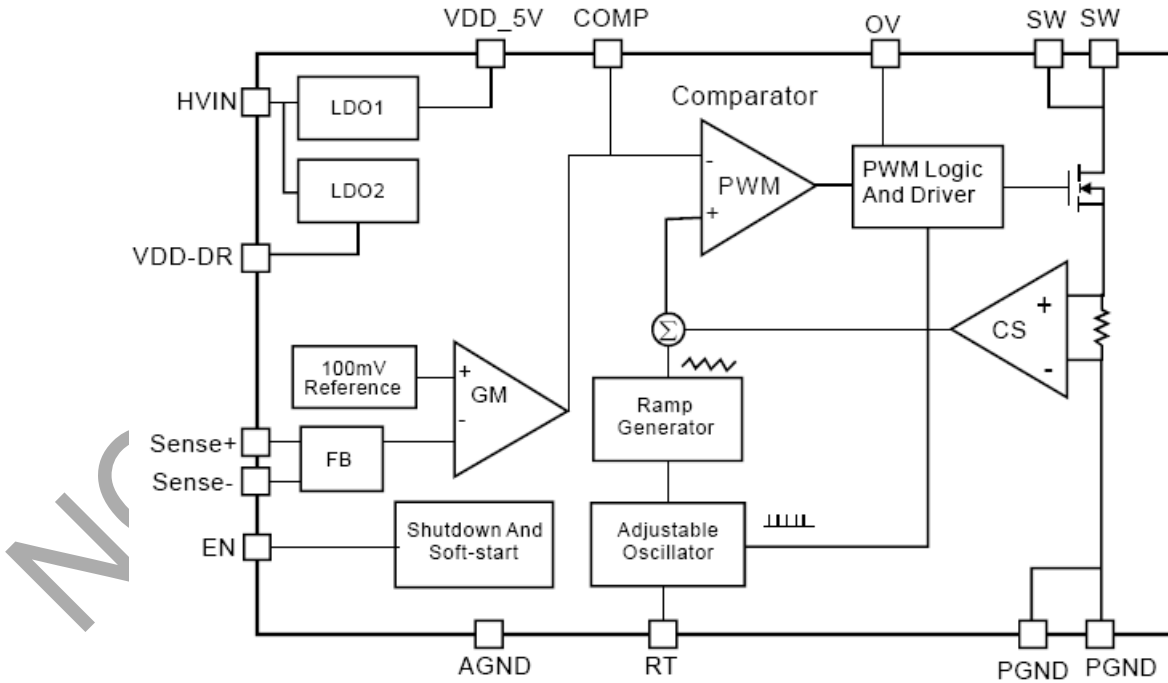 VDD_5V
COMP
OV
SW
SW
HVIN
LDO1
Comparator
LDO2
-
PWM
+
PWM Logic
And Driver
VDD-DR
Σ
+
CS
-
100mV
Reference
+
GM
-
Ramp
Generator
Sense+
Sense-
FB
EN
Shutdown And
Soft-start
Adjustable
Oscillator
AGND
RT
PGND
PGND